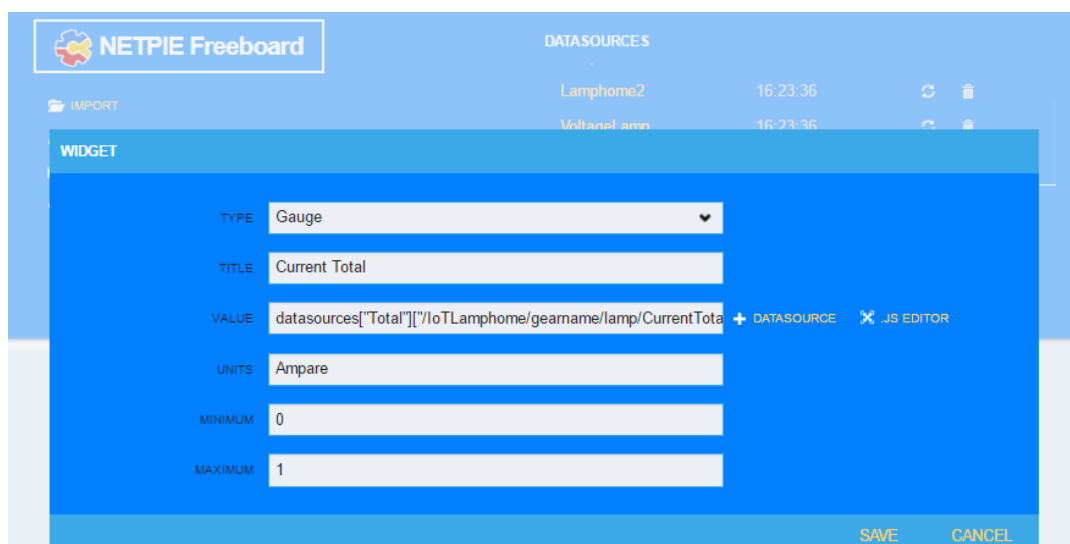 NETPIE Freeboard
DATASOURCES
Lamphome2 16:23:36
IMPORT
VoltageLamp 16:23:36
WIDGET
TYPE Gauge
TITLE Current Total
VALUE datasources["Total"]["/IoTLamphome/gearname/lamp/CurrentTota DATASOURCE .JS EDITOR
UNITS Ampare
MINIMUM 0
MAXIMUM 1
SAVE CANCEL